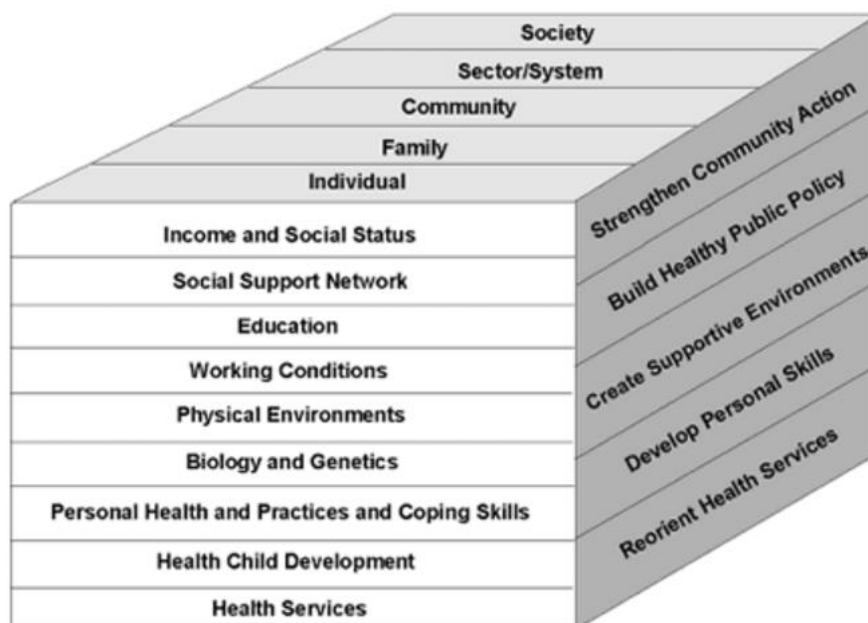 Society
Sector/System
Community
Family
Individual
Income and Social Status
Social Support Network
Education
Working Conditions
Physical Environments
Biology and Genetics
Personal Health and Practices and Coping Skills
Health Child Development
Health Services
Strengthen Community Action
Build Healthy Public Policy
Create Supportive Environments
Develop Personal Skills
Reorient Health Services